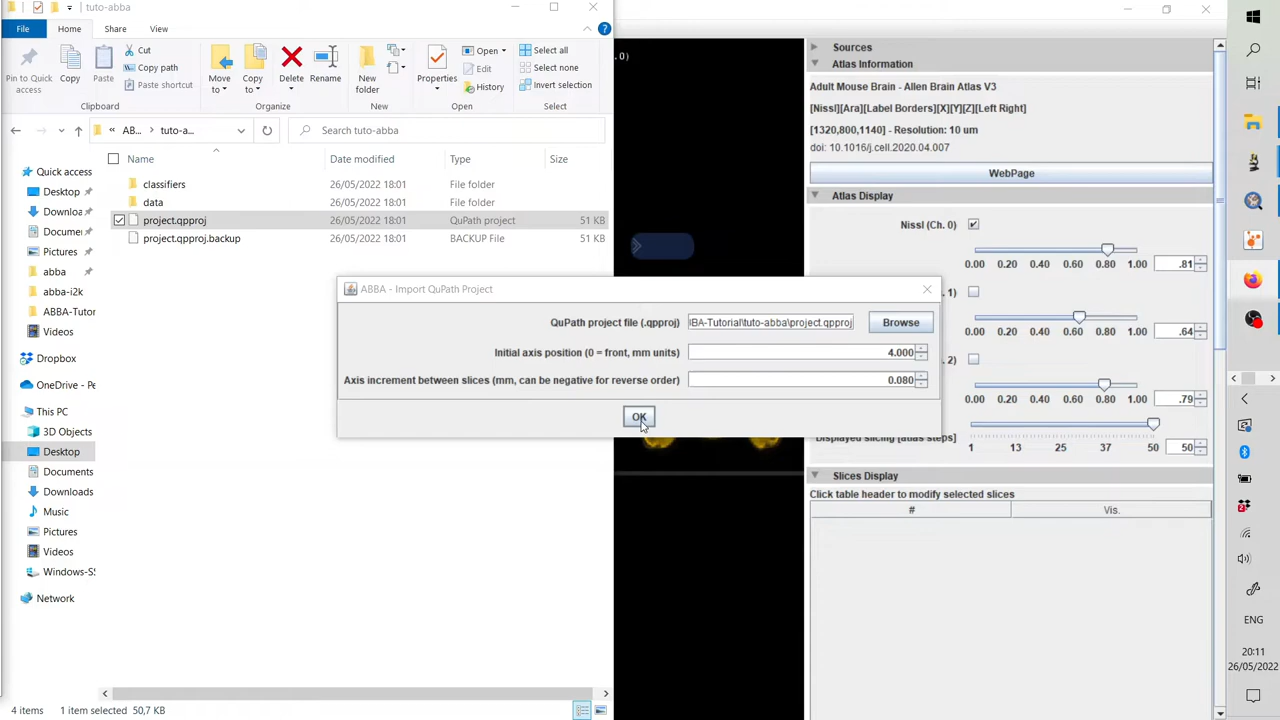 tuto-abba
File
Home
Share
View
Pin to Quick access
Copy
Paste
Cut
Copy path
Paste shortcut
Clipboard
Move to
Copy to
Delete
Rename
Organize
New folder
New
Properties
Open
Edit
History
Open
Select all
Select none
Invert selection
Select
AB...
tuto-a...
Search tuto-abba
Name
Date modified
Type
Size
classifiers
26/05/2022 18:01
File folder
data
26/05/2022 18:01
File folder
project.qpproj
26/05/2022 18:01
QuPath project
51 KB
project.qpproj.backup
26/05/2022 18:01
BACKUP File
51 KB
Quick access
Desktop
Downloa
Documer
Pictures
abba
abba-i2k
ABBA-Tutor
Videos
Dropbox
OneDrive - Pe
This PC
3D Objects
Desktop
Documents
Downloads
Music
Pictures
Videos
Windows-SS
Network
4 items
1 item selected
50,7 KB
.0)
ABBA - Import QuPath Project
QuPath project file (.qpproj)
BA-Tutorial\tuto-abba\project.qpproj
Browse
Initial axis position (0 = front, mm units)
4.000
Axis increment between slices (mm, can be negative for reverse order)
0.080
OK
Sources
Atlas Information
Adult Mouse Brain - Allen Brain Atlas V3
[Nissl][Ara][Label Borders][X][Y][Z][Left Right]
[1320,800,1140] - Resolution: 10 um
doi: 10.1016/j.cell.2020.04.007
WebPage
Atlas Display
Nissl (Ch. 0)
0.00 0.20 0.40 0.60 0.80 1.00
.81
. 1)
0.00 0.20 0.40 0.60 0.80 1.00
.64
. 2)
0.00 0.20 0.40 0.60 0.80 1.00
.79
Displayed slicing [atlas steps]
1 13 25 37 50
50
Slices Display
Click table header to modify selected slices
#
Vis.
ENG
20:11
26/05/2022